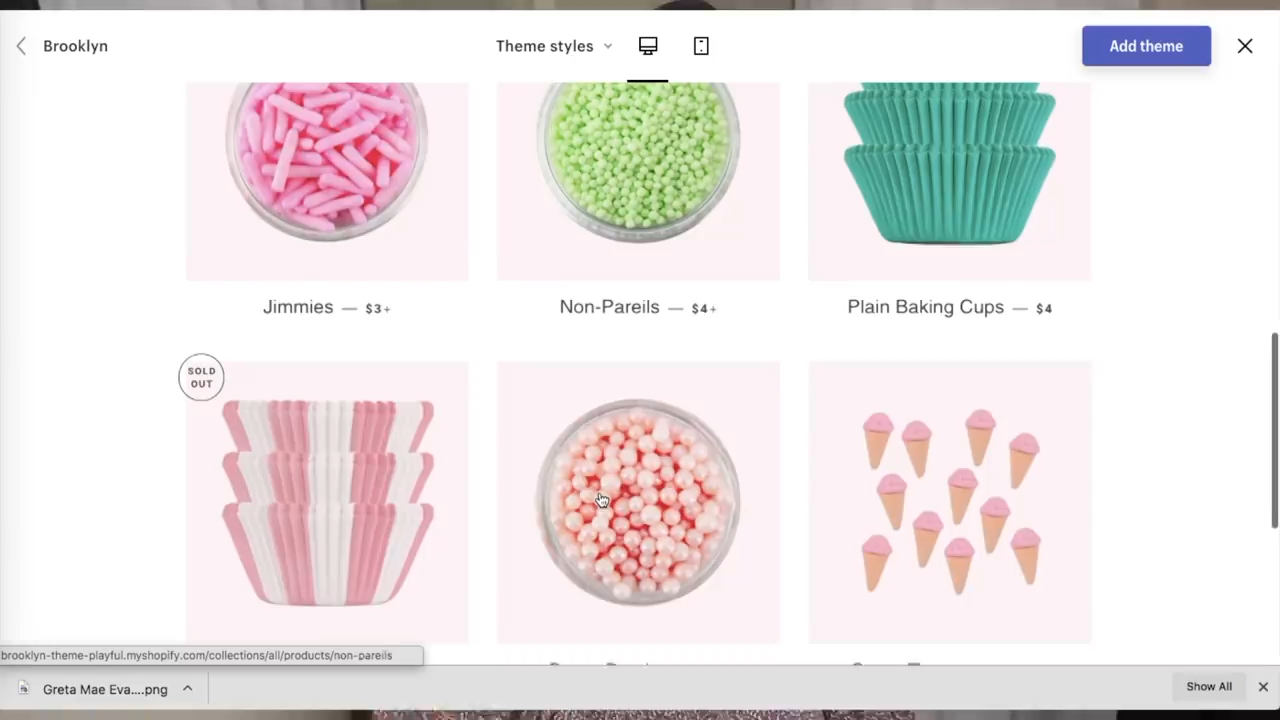 Brooklyn
Theme styles
Add theme
Jimmies — $3+
Non-Pareils — $4+
Plain Baking Cups — $4
SOLD
OUT
brooklyn-theme-playful.myshopify.com/collections/all/products/non-pareils
Greta Mae Eva....png
Show All